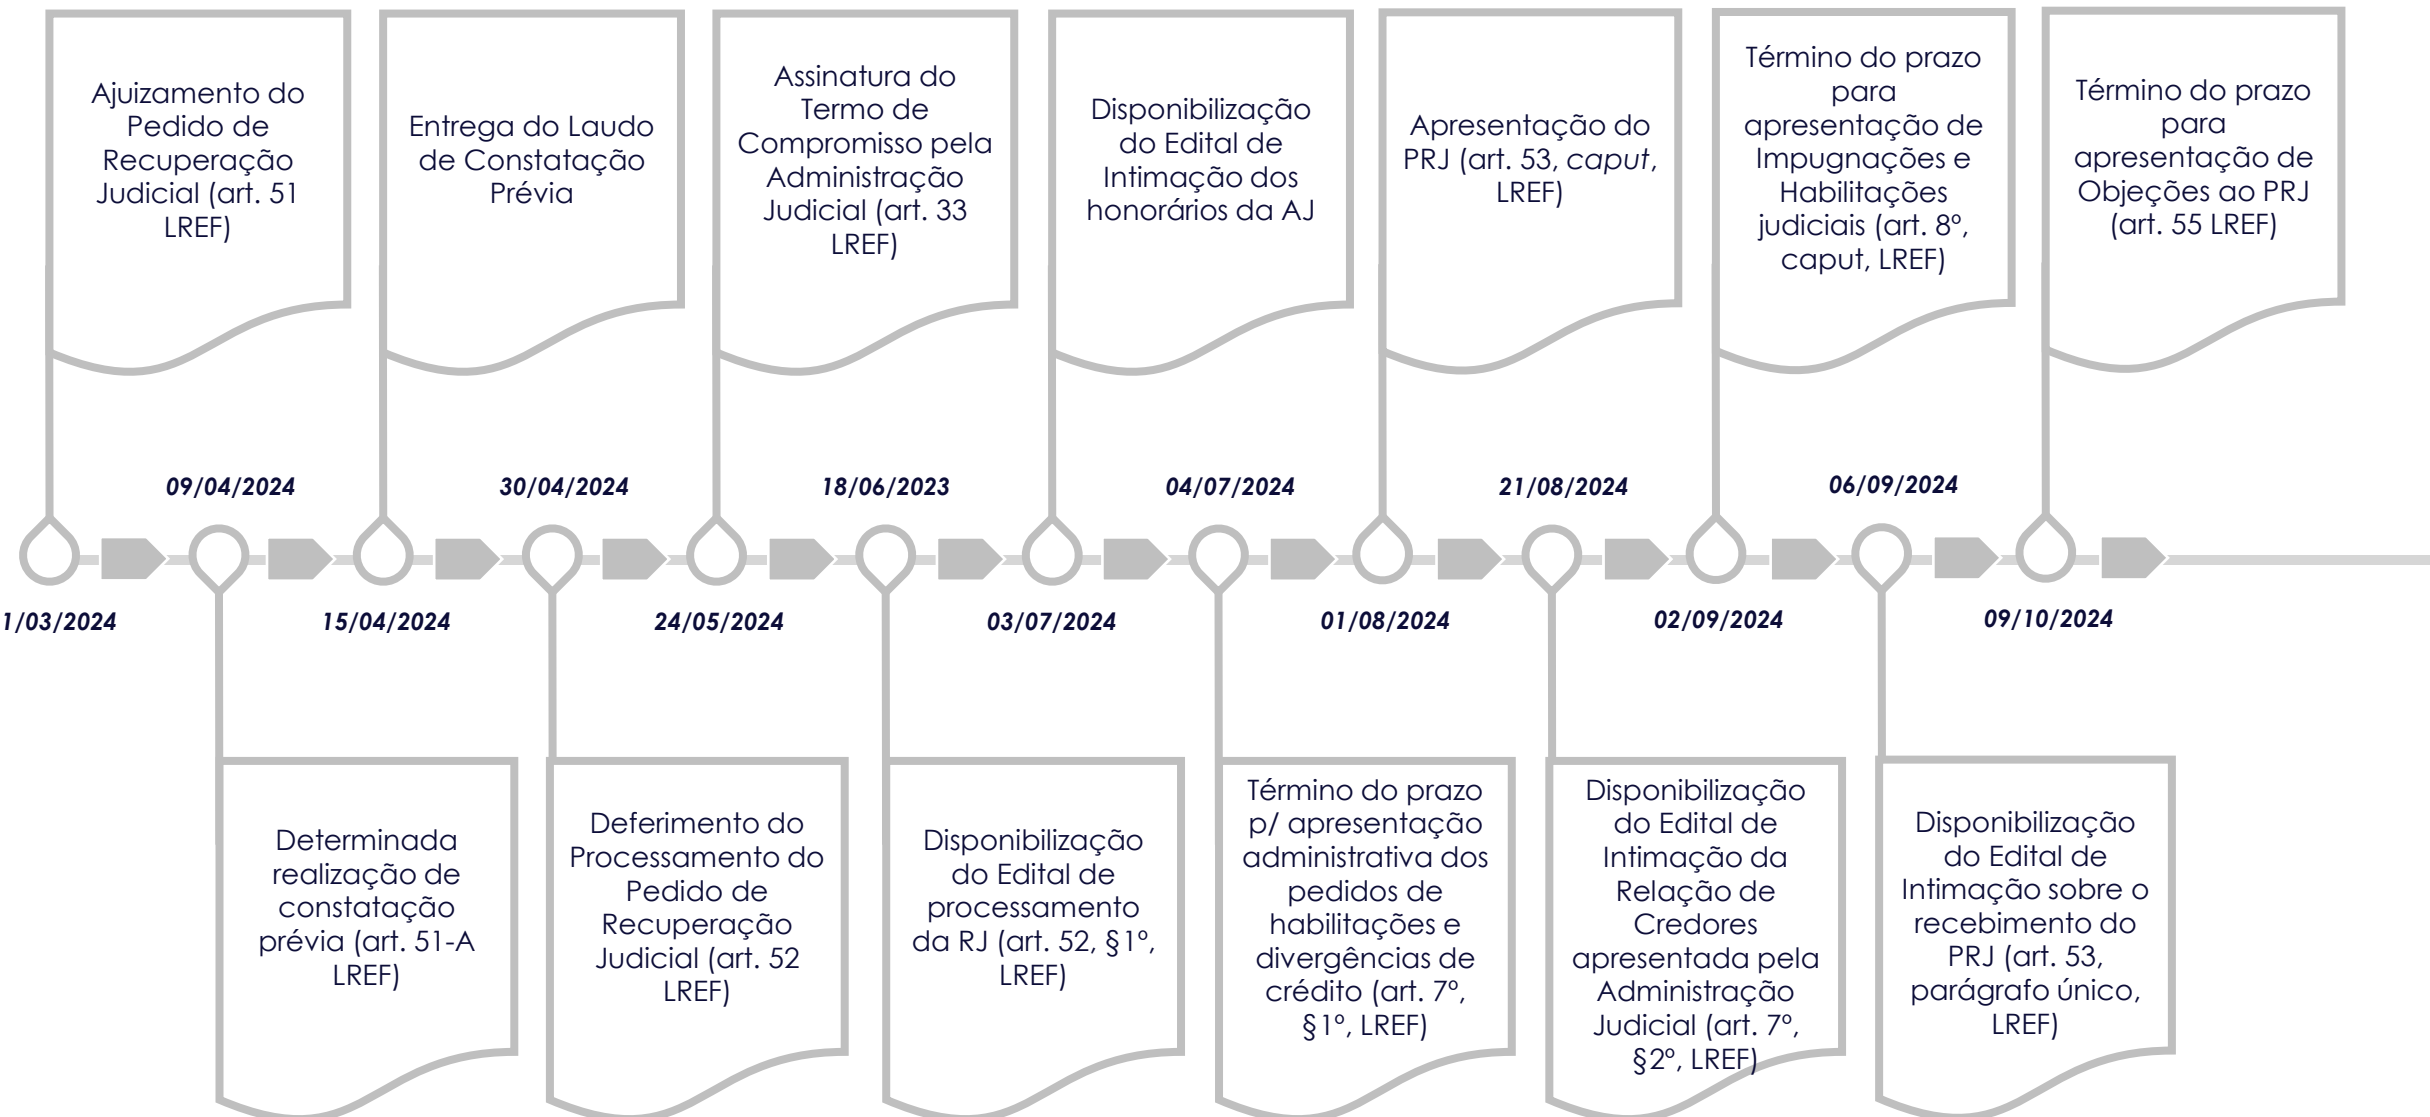 Ajuizamento do
Pedido de
Recuperação
Judicial (art. 51
LREF)
Entrega do Laudo
de Constatação
Prévia
Assinatura do
Termo de
Compromisso pela
Administração
Judicial (art. 33
LREF)
Disponibilização
do Edital de
Intimação dos
honorários da AJ
Apresentação do
PRJ (art. 53, caput,
LREF)
Término do prazo
para
apresentação de
Impugnações e
Habilitações
judiciais (art. 8º,
caput, LREF)
Término do prazo
para
apresentação de
Objeções ao PRJ
(art. 55 LREF)
09/04/2024
30/04/2024
18/06/2023
04/07/2024
21/08/2024
06/09/2024
1/03/2024
15/04/2024
24/05/2024
03/07/2024
01/08/2024
02/09/2024
09/10/2024
Determinada
realização de
constatação
prévia (art. 51-A
LREF)
Deferimento do
Processamento do
Pedido de
Recuperação
Judicial (art. 52
LREF)
Disponibilização
do Edital de
processamento
da RJ (art. 52, §1º,
LREF)
Término do prazo
p/ apresentação
administrativa dos
pedidos de
habilitações e
divergências de
crédito (art. 7º,
§1º, LREF)
Disponibilização
do Edital de
Intimação da
Relação de
Credores
apresentada pela
Administração
Judicial (art. 7º,
§2º, LREF)
Disponibilização
do Edital de
Intimação sobre o
recebimento do
PRJ (art. 53,
parágrafo único,
LREF)